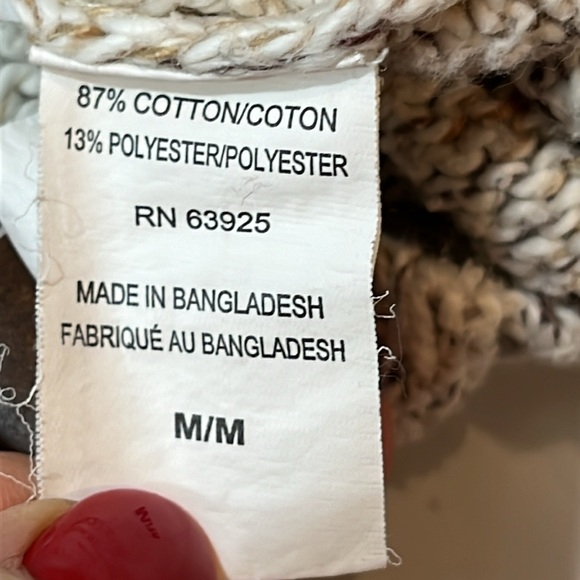 87% COTTON/COTON
13% POLYESTER/POLYESTER
RN 63925
MADE IN BANGLADESH
FABRIQUÉ AU BANGLADESH
M/M